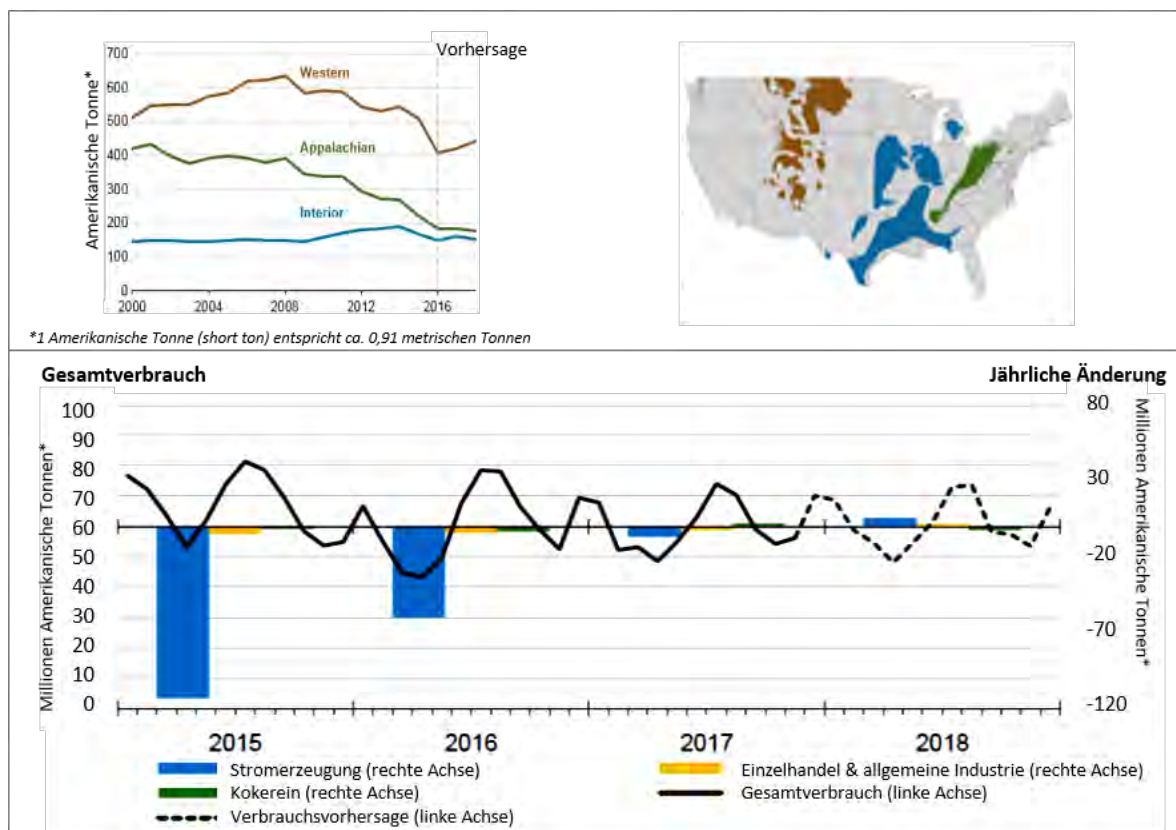 Vorhersage
Amerikanische Tonne*
700
600
500
400
300
200
100
0
Western
Appalachian
Interior
2000 2004 2008 2012 2016
*1 Amerikanische Tonne (short ton) entspricht ca. 0,91 metrischen Tonnen
Gesamtverbrauch
Jährliche Änderung
Millionen Amerikanische Tonnen*
100
90
80
70
60
50
40
30
20
10
0
80
30
-20
-70
-120
Millionen Amerikanische Tonnen*
2015 2016 2017 2018
Stromerzeugung (rechte Achse)
Einzelhandel & allgemeine Industrie (rechte Achse)
Kokerein (rechte Achse)
Gesamtverbrauch (linke Achse)
Verbrauchsvorhersage (linke Achse)